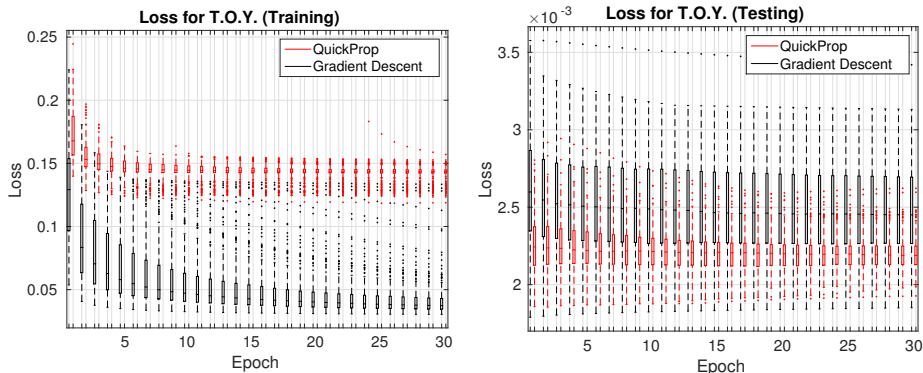 Loss for T.O.Y. (Training)
0.25
0.2
0.15
0.1
0.05
Loss
QuickProp
Gradient Descent
5 10 15 20 25 30
Epoch
Loss for T.O.Y. (Testing)
×10⁻³
3.5
3
2.5
2
Loss
QuickProp
Gradient Descent
5 10 15 20 25 30
Epoch